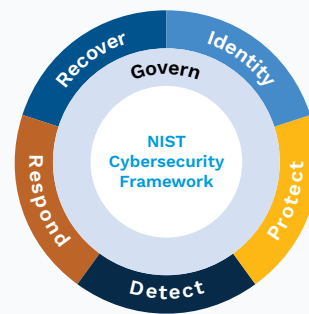 Recover
Identity
Govern
NIST
Cybersecurity
Framework
Respond
Protect
Detect